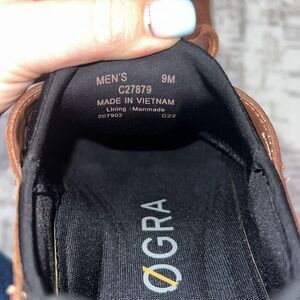 MEN'S 9M
C27879
MADE IN VIETNAM
Lining : Manmade
207902 C22
ØGRA